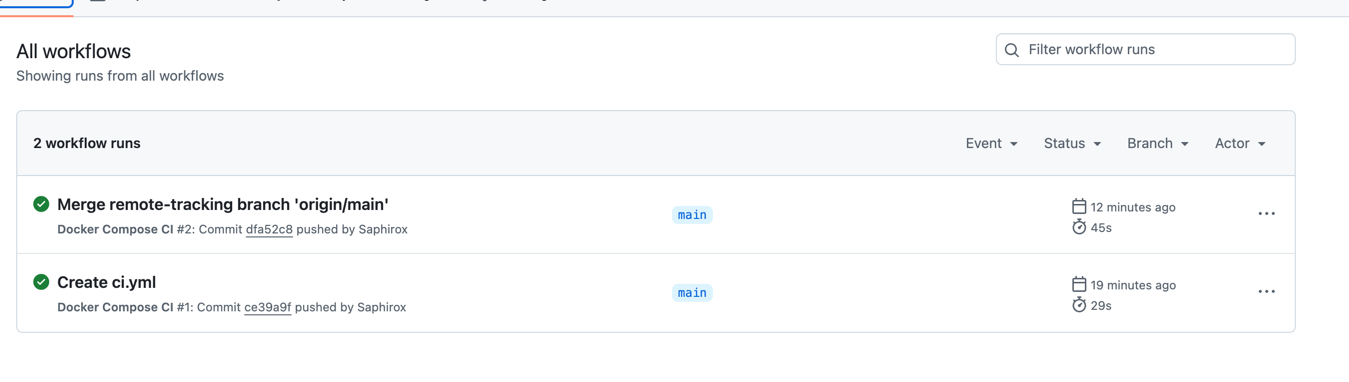 All workflows
Showing runs from all workflows
Filter workflow runs
2 workflow runs
Event
Status
Branch
Actor
Merge remote-tracking branch 'origin/main'
Docker Compose CI #2: Commit dfa52c8 pushed by Saphirox
main
12 minutes ago
45s
Create ci.yml
Docker Compose CI #1: Commit ce39a9f pushed by Saphirox
main
19 minutes ago
29s